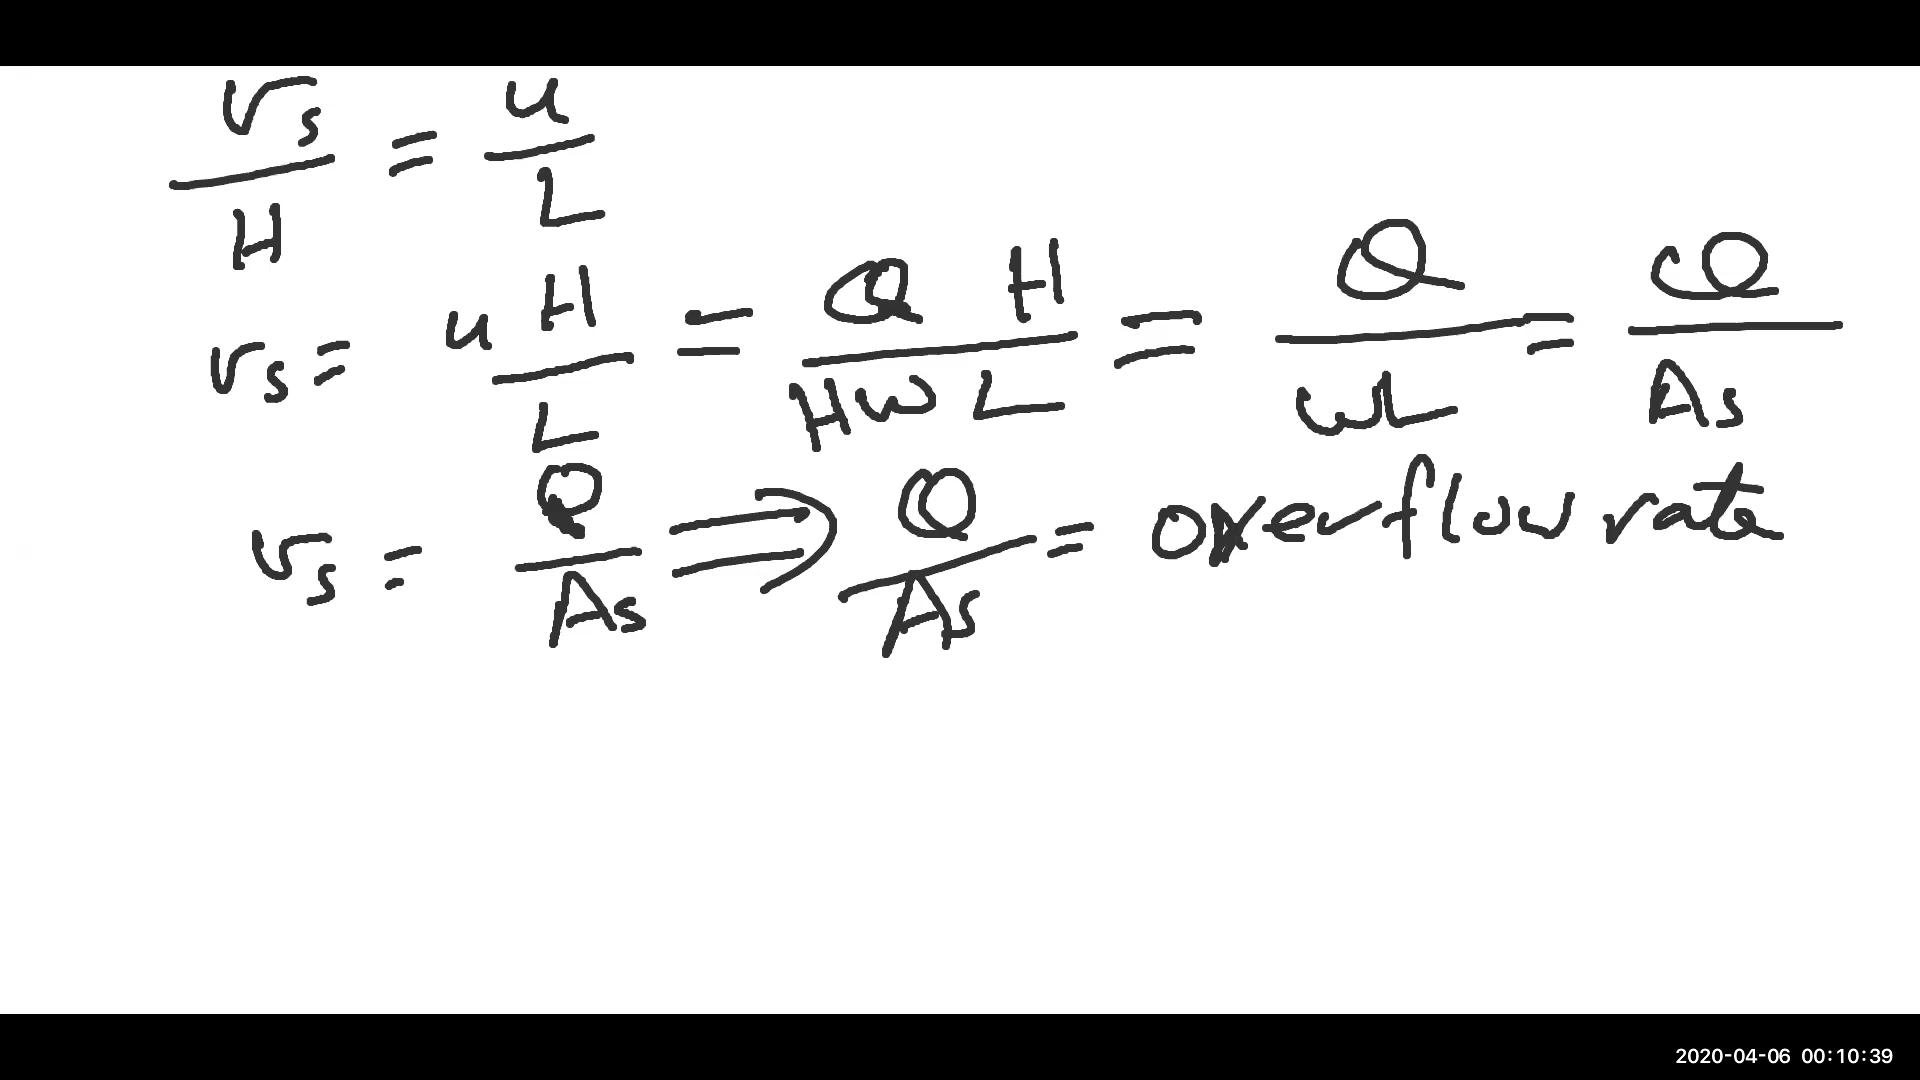 vs/H = u/L
vs = u H/L = Q H/HwL = Q/wL = Q/As
vs = Q/As ⇒ Q/As = overflow rate
2020-04-06 00:10:39